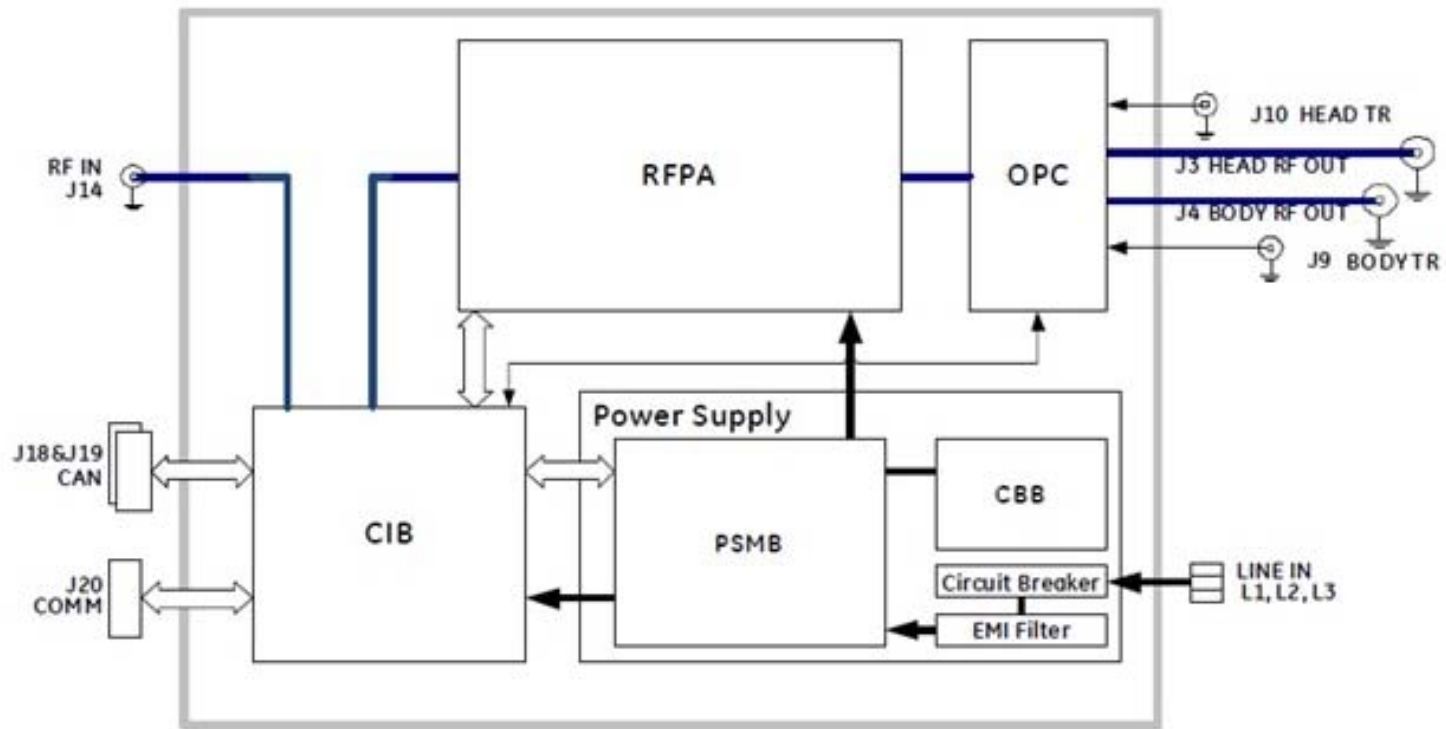 RFPA
OPC
J10 HEAD TR
RF IN
J14
J3 HEAD RF OUT
J4 BODY RF OUT
J9 BODYTR
Power Supply
J18&J19
CAN
CIB
PSMB
CBB
J20
COMM
Circuit Breaker
EMI Filter
LINE IN
L1, L2, L3